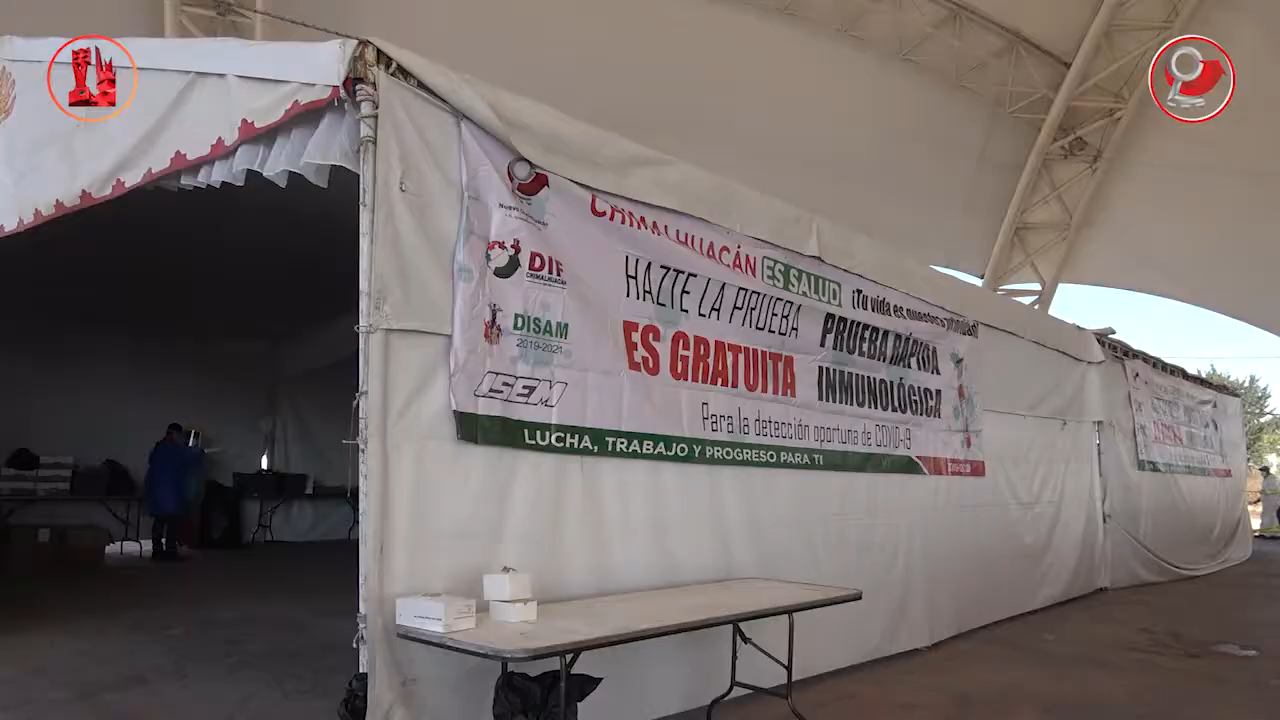 CHIMALHUACÁN ES SALUD
¡Tu vida es nuestra
HAZTE LA PRUEBA
ES GRATUITA
PRUEBA RÁPIDA
INMUNOLÓGICA
Para la detección oportuna de COVID-19
DIF
CHIMALHUACÁN
DISAM
2019-2021
ISEM
LUCHA, TRABAJO Y PROGRESO PARA TI